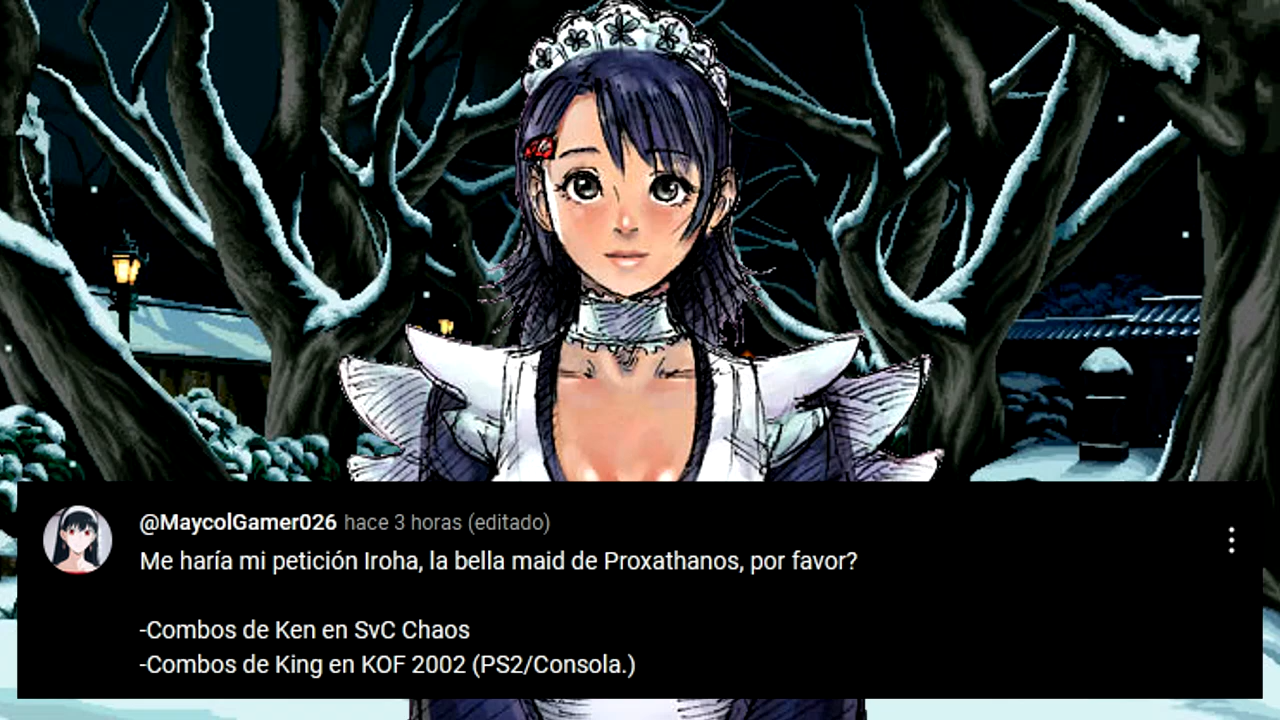 @MaycolGamer026 hace 3 horas (editado)
Me haría mi petición Iroha, la bella maid de Proxathanos, por favor?
-Combos de Ken en SvC Chaos
-Combos de King en KOF 2002 (PS2/Consola.)